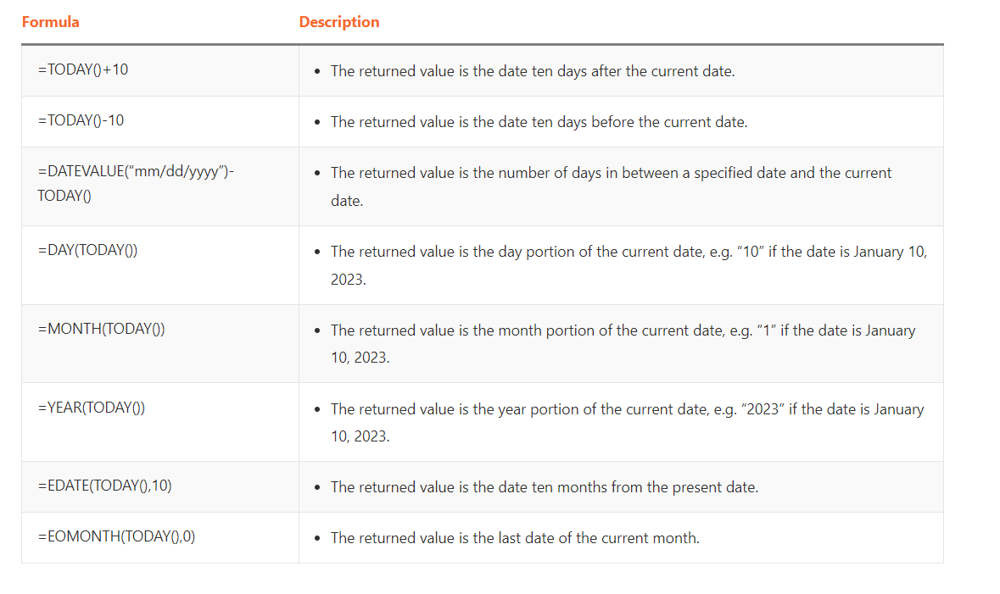 Formula Description
=TODAY()+10
• The returned value is the date ten days after the current date.
=TODAY()-10
• The returned value is the date ten days before the current date.
=DATEVALUE(“mm/dd/yyyy”)-
TODAY()
• The returned value is the number of days in between a specified date and the current
date.
=DAY(TODAY())
• The returned value is the day portion of the current date, e.g. “10” if the date is January 10,
2023.
=MONTH(TODAY())
• The returned value is the month portion of the current date, e.g. “1” if the date is January
10, 2023.
=YEAR(TODAY())
• The returned value is the year portion of the current date, e.g. “2023” if the date is January
10, 2023.
=EDATE(TODAY(),10)
• The returned value is the date ten months from the present date.
=EOMONTH(TODAY(),0)
• The returned value is the last date of the current month.